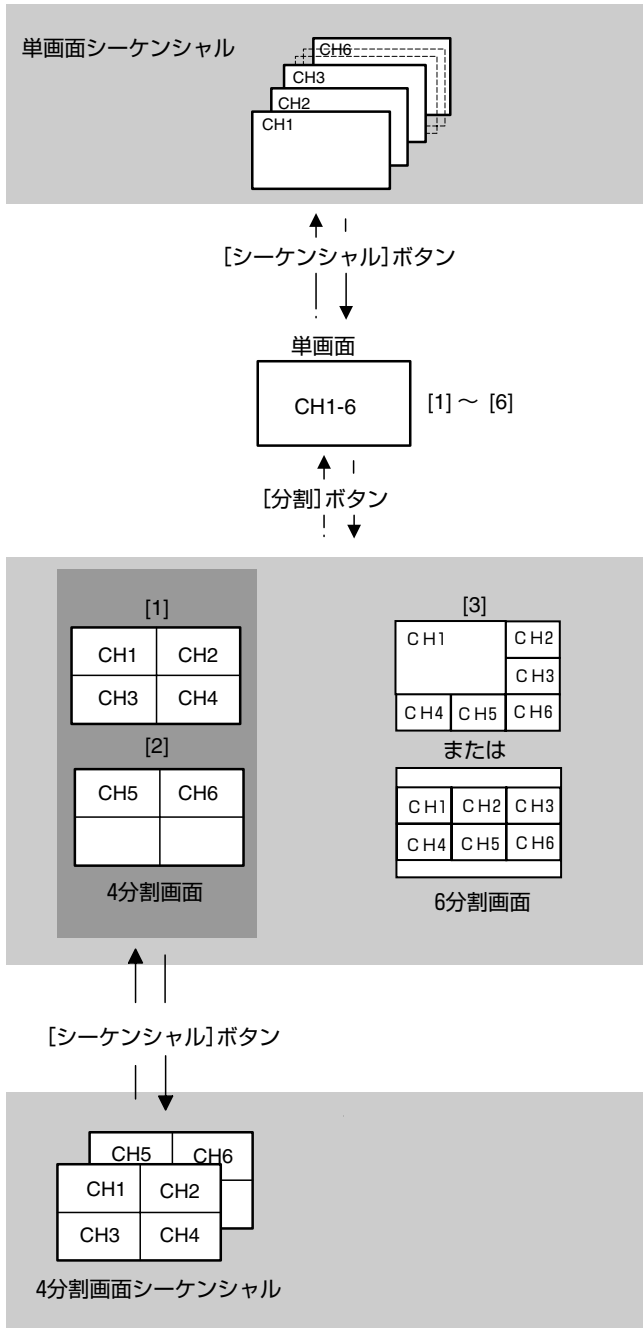 単画面シーケンシャル
CH6
CH3
CH2
CH1
[シーケンシャル]ボタン
単画面
CH1-6
[1]～ [6]
[分割]ボタン
[1]
CH1 CH2
CH3 CH4
[2]
CH5 CH6
4分割画面
[3]
CH1 CH2
CH3
CH4 CH5 CH6
または
CH1 CH2 CH3
CH4 CH5 CH6
6分割画面
[シーケンシャル]ボタン
CH5 CH6
CH1 CH2
CH3 CH4
4分割画面シーケンシャル